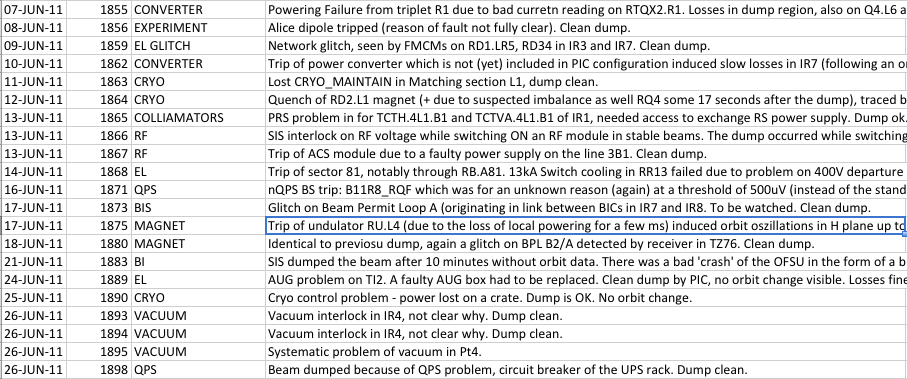 07-JUN-11 1855 CONVERTER Powering Failure from triplet R1 due to bad curretn reading on RTQX2.R1. Losses in dump region, also on Q4.L6 a
08-JUN-11 1856 EXPERIMENT Alice dipole tripped (reason of fault not fully clear). Clean dump.
09-JUN-11 1859 EL GLITCH Network glitch, seen by FMCMs on RD1.LR5, RD34 in IR3 and IR7. Clean dump.
10-JUN-11 1862 CONVERTER Trip of power converter which is not (yet) included in PIC configuration induced slow losses in IR7 (following an o
11-JUN-11 1863 CRYO Lost CRYO_MAINTAIN in Matching section L1, dump clean.
12-JUN-11 1864 CRYO Quench of RD2.L1 magnet (+ due to suspected imbalance as well RQ4 some 17 seconds after the dump), traced b
13-JUN-11 1865 COLLIAMATORS PRS problem in for TCTH.4L1.B1 and TCTVA.4L1.B1 of IR1, needed access to exchange RS power supply. Dump ok.
13-JUN-11 1866 RF SIS interlock on RF voltage while switching ON an RF module in stable beams. The dump occurred while switching
13-JUN-11 1867 RF Trip of ACS module due to a faulty power supply on the line 3B1. Clean dump.
14-JUN-11 1868 EL Trip of sector 81, notably through RB.A81. 13kA Switch cooling in RR13 failed due to problem on 400V departure
16-JUN-11 1871 QPS nQPS BS trip: B11R8_RQF which was for an unknown reason (again) at a threshold of 500uV (instead of the stand
17-JUN-11 1873 BIS Glitch on Beam Permit Loop A (originating in link between BICs in IR7 and IR8. To be watched. Clean dump.
17-JUN-11 1875 MAGNET Trip of undulator RU.L4 (due to the loss of local powering for a few ms) induced orbit oszillations in H plane up to
18-JUN-11 1880 MAGNET Identical to previosu dump, again a glitch on BPL B2/A detected by receiver in TZ76. Clean dump.
21-JUN-11 1883 BI SIS dumped the beam after 10 minutes without orbit data. There was a bad 'crash' of the OFSU in the form of a b
24-JUN-11 1889 EL AUG problem on TI2. A faulty AUG box had to be replaced. Clean dump by PIC, no orbit change visible. Losses fine
25-JUN-11 1890 CRYO Cryo control problem - power lost on a crate. Dump is OK. No orbit change.
26-JUN-11 1893 VACUUM Vacuum interlock in IR4, not clear why. Dump clean.
26-JUN-11 1894 VACUUM Vacuum interlock in IR4, not clear why. Dump clean.
26-JUN-11 1895 VACUUM Systematic problem of vacuum in Pt4.
26-JUN-11 1898 QPS Beam dumped because of QPS problem, circuit breaker of the UPS rack. Dump clean.